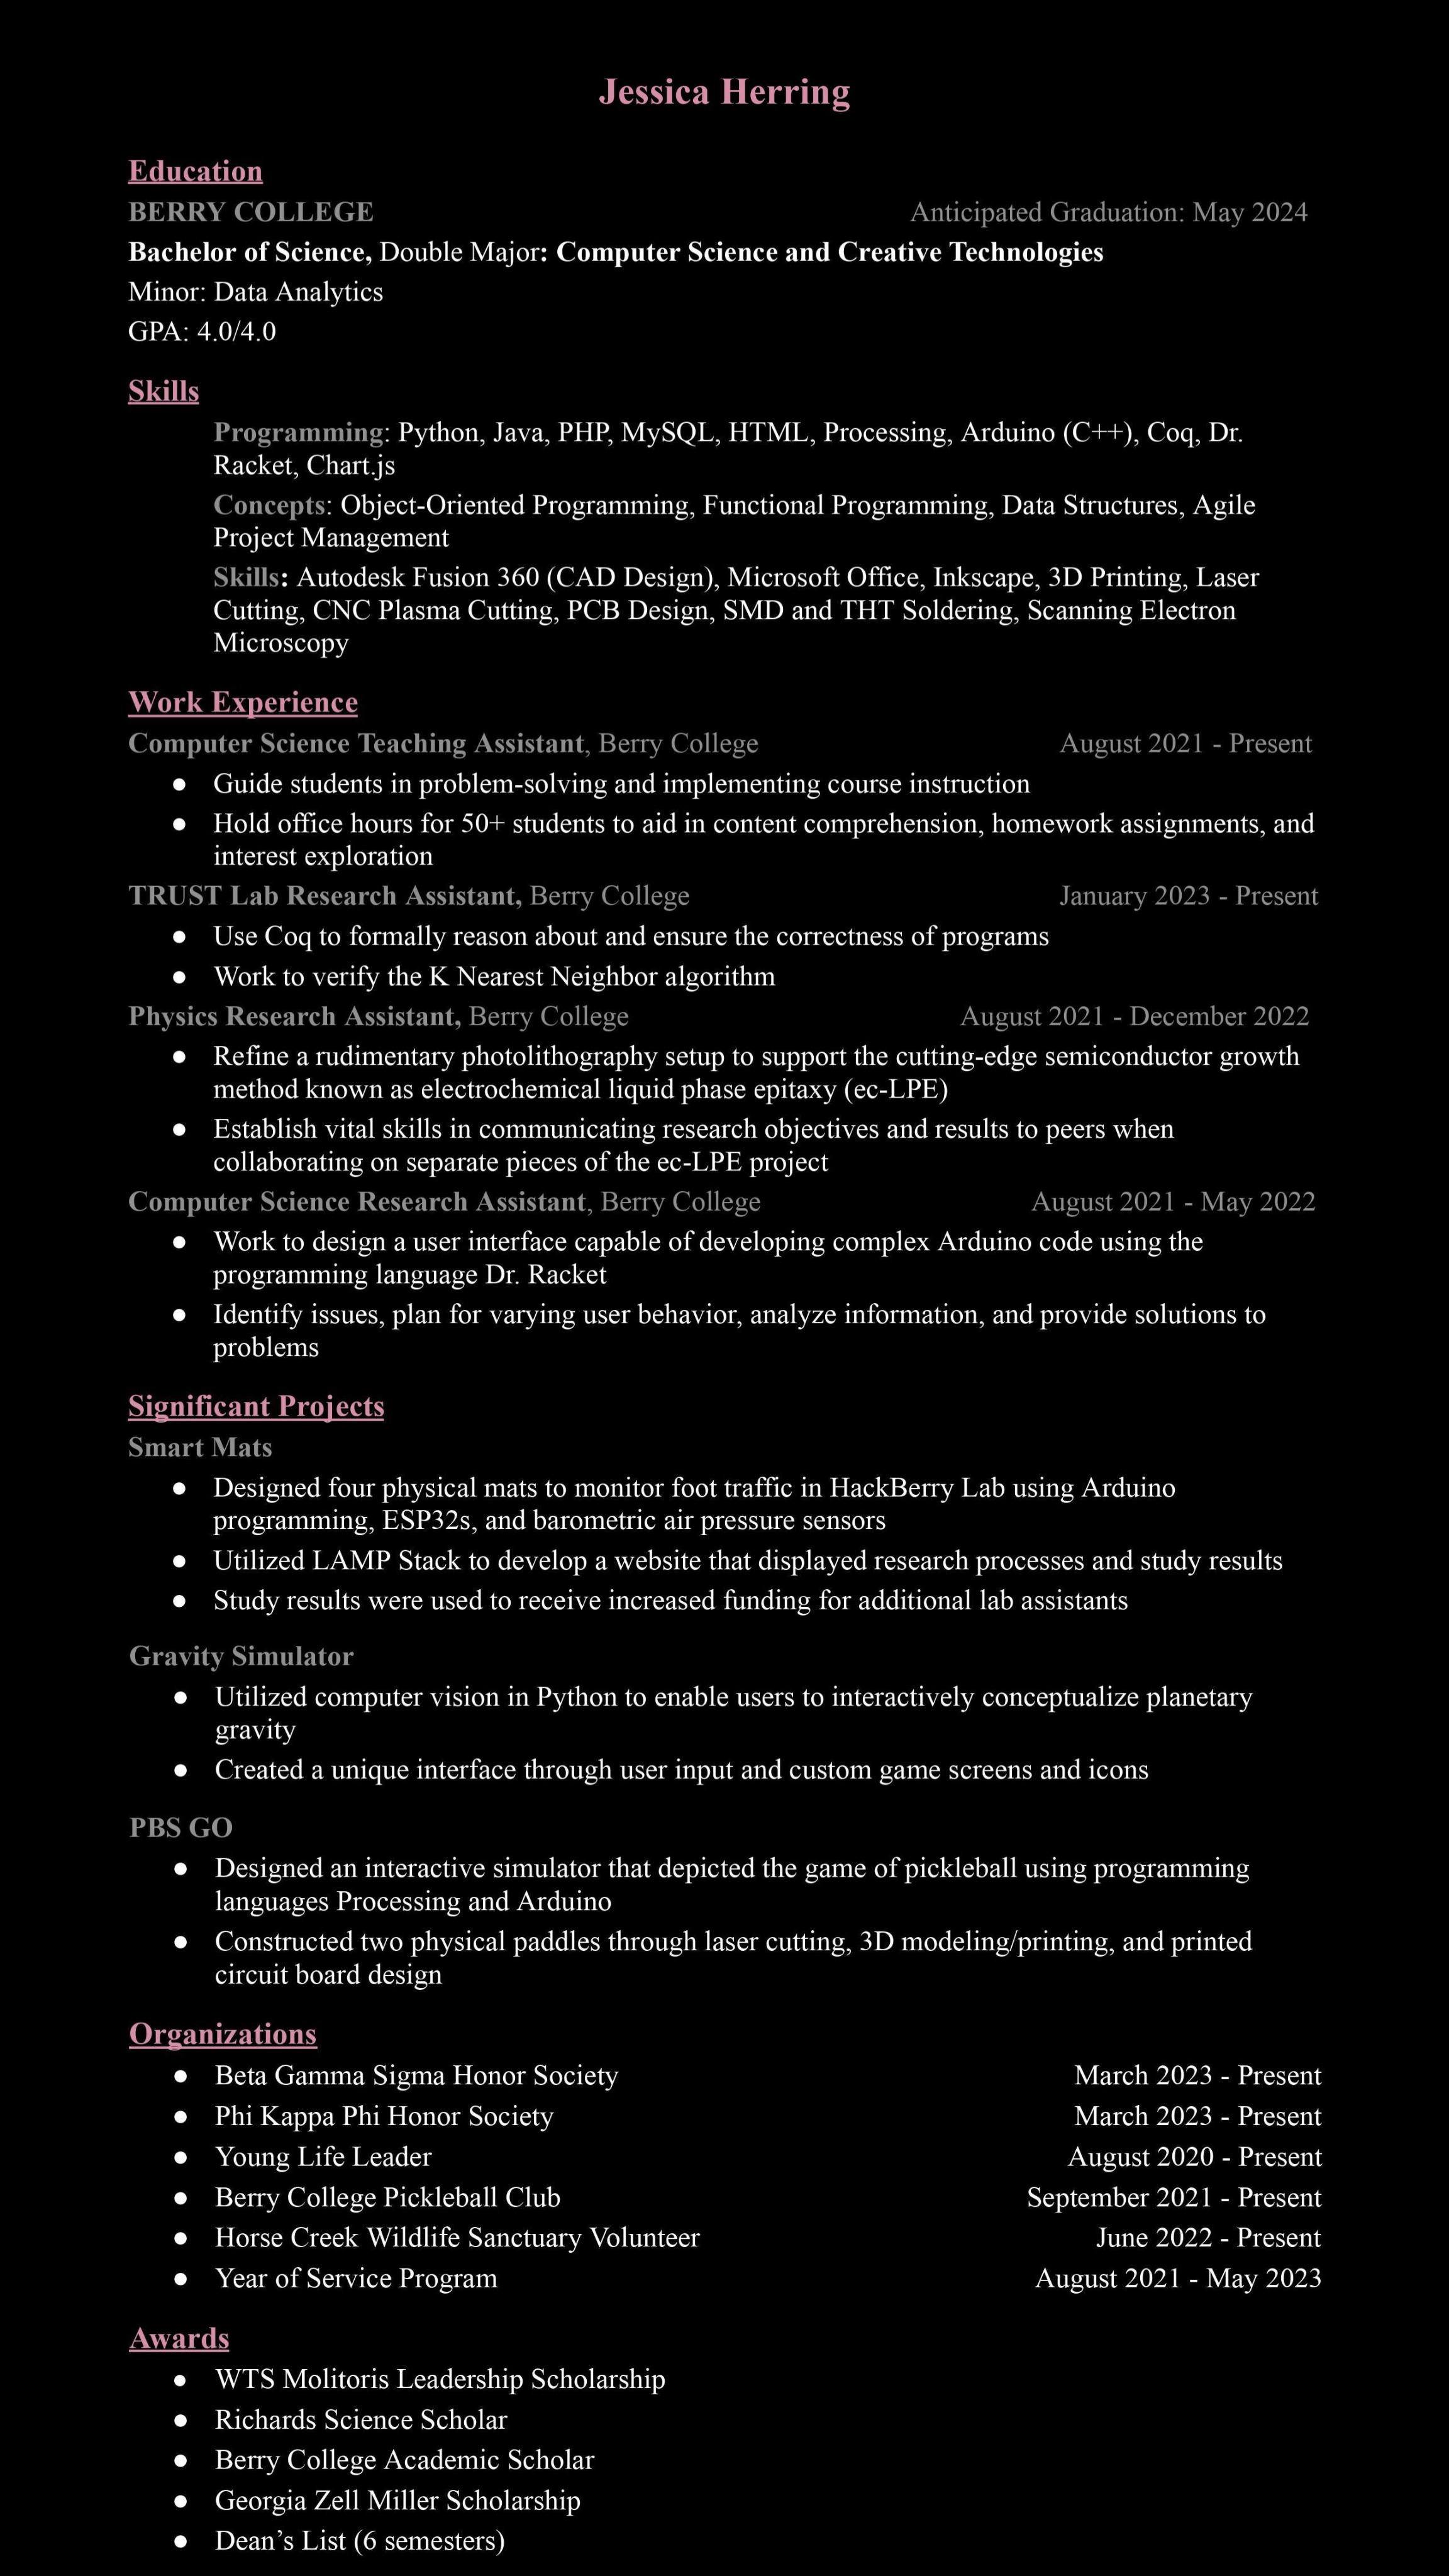 Jessica Herring
Education
BERRY COLLEGE Anticipated Graduation: May 2024
Bachelor of Science, Double Major: Computer Science and Creative Technologies
Minor: Data Analytics
GPA: 4.0/4.0
Skills
Programming: Python, Java, PHP, MySQL, HTML, Processing, Arduino (C++), Coq, Dr.
Racket, Chart.js
Concepts: Object-Oriented Programming, Functional Programming, Data Structures, Agile
Project Management
Skills: Autodesk Fusion 360 (CAD Design), Microsoft Office, Inkscape, 3D Printing, Laser
Cutting, CNC Plasma Cutting, PCB Design, SMD and THT Soldering, Scanning Electron
Microscopy
Work Experience
Computer Science Teaching Assistant, Berry College August 2021 - Present
● Guide students in problem-solving and implementing course instruction
● Hold office hours for 50+ students to aid in content comprehension, homework assignments, and
interest exploration
TRUST Lab Research Assistant, Berry College January 2023 - Present
● Use Coq to formally reason about and ensure the correctness of programs
● Work to verify the K Nearest Neighbor algorithm
Physics Research Assistant, Berry College August 2021 - December 2022
● Refine a rudimentary photolithography setup to support the cutting-edge semiconductor growth
method known as electrochemical liquid phase epitaxy (ec-LPE)
● Establish vital skills in communicating research objectives and results to peers when
collaborating on separate pieces of the ec-LPE project
Computer Science Research Assistant, Berry College August 2021 - May 2022
● Work to design a user interface capable of developing complex Arduino code using the
programming language Dr. Racket
● Identify issues, plan for varying user behavior, analyze information, and provide solutions to
problems
Significant Projects
Smart Mats
● Designed four physical mats to monitor foot traffic in HackBerry Lab using Arduino
programming, ESP32s, and barometric air pressure sensors
● Utilized LAMP Stack to develop a website that displayed research processes and study results
● Study results were used to receive increased funding for additional lab assistants
Gravity Simulator
● Utilized computer vision in Python to enable users to interactively conceptualize planetary
gravity
● Created a unique interface through user input and custom game screens and icons
PBS GO
● Designed an interactive simulator that depicted the game of pickleball using programming
languages Processing and Arduino
● Constructed two physical paddles through laser cutting, 3D modeling/printing, and printed
circuit board design
Organizations
● Beta Gamma Sigma Honor Society March 2023 - Present
● Phi Kappa Phi Honor Society March 2023 - Present
● Young Life Leader August 2020 - Present
● Berry College Pickleball Club September 2021 - Present
● Horse Creek Wildlife Sanctuary Volunteer June 2022 - Present
● Year of Service Program August 2021 - May 2023
Awards
● WTS Molitoris Leadership Scholarship
● Richards Science Scholar
● Berry College Academic Scholar
● Georgia Zell Miller Scholarship
● Dean’s List (6 semesters)